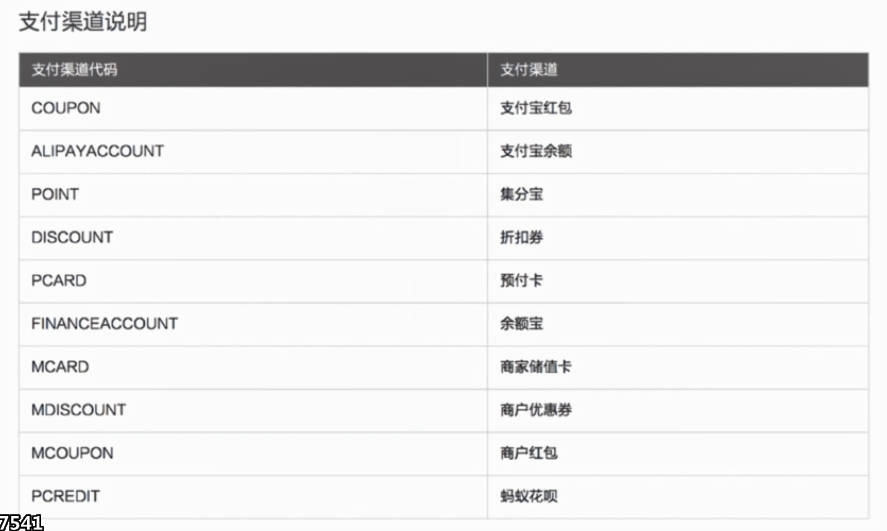 支付渠道说明
支付渠道代码 支付渠道
COUPON 支付宝红包
ALIPAYACCOUNT 支付宝余额
POINT 集分宝
DISCOUNT 折扣券
PCARD 预付卡
FINANCEACCOUNT 余额宝
MCARD 商家储值卡
MDISCOUNT 商户优惠券
MCOUPON 商户红包
PCREDIT 蚂蚁花呗
7541